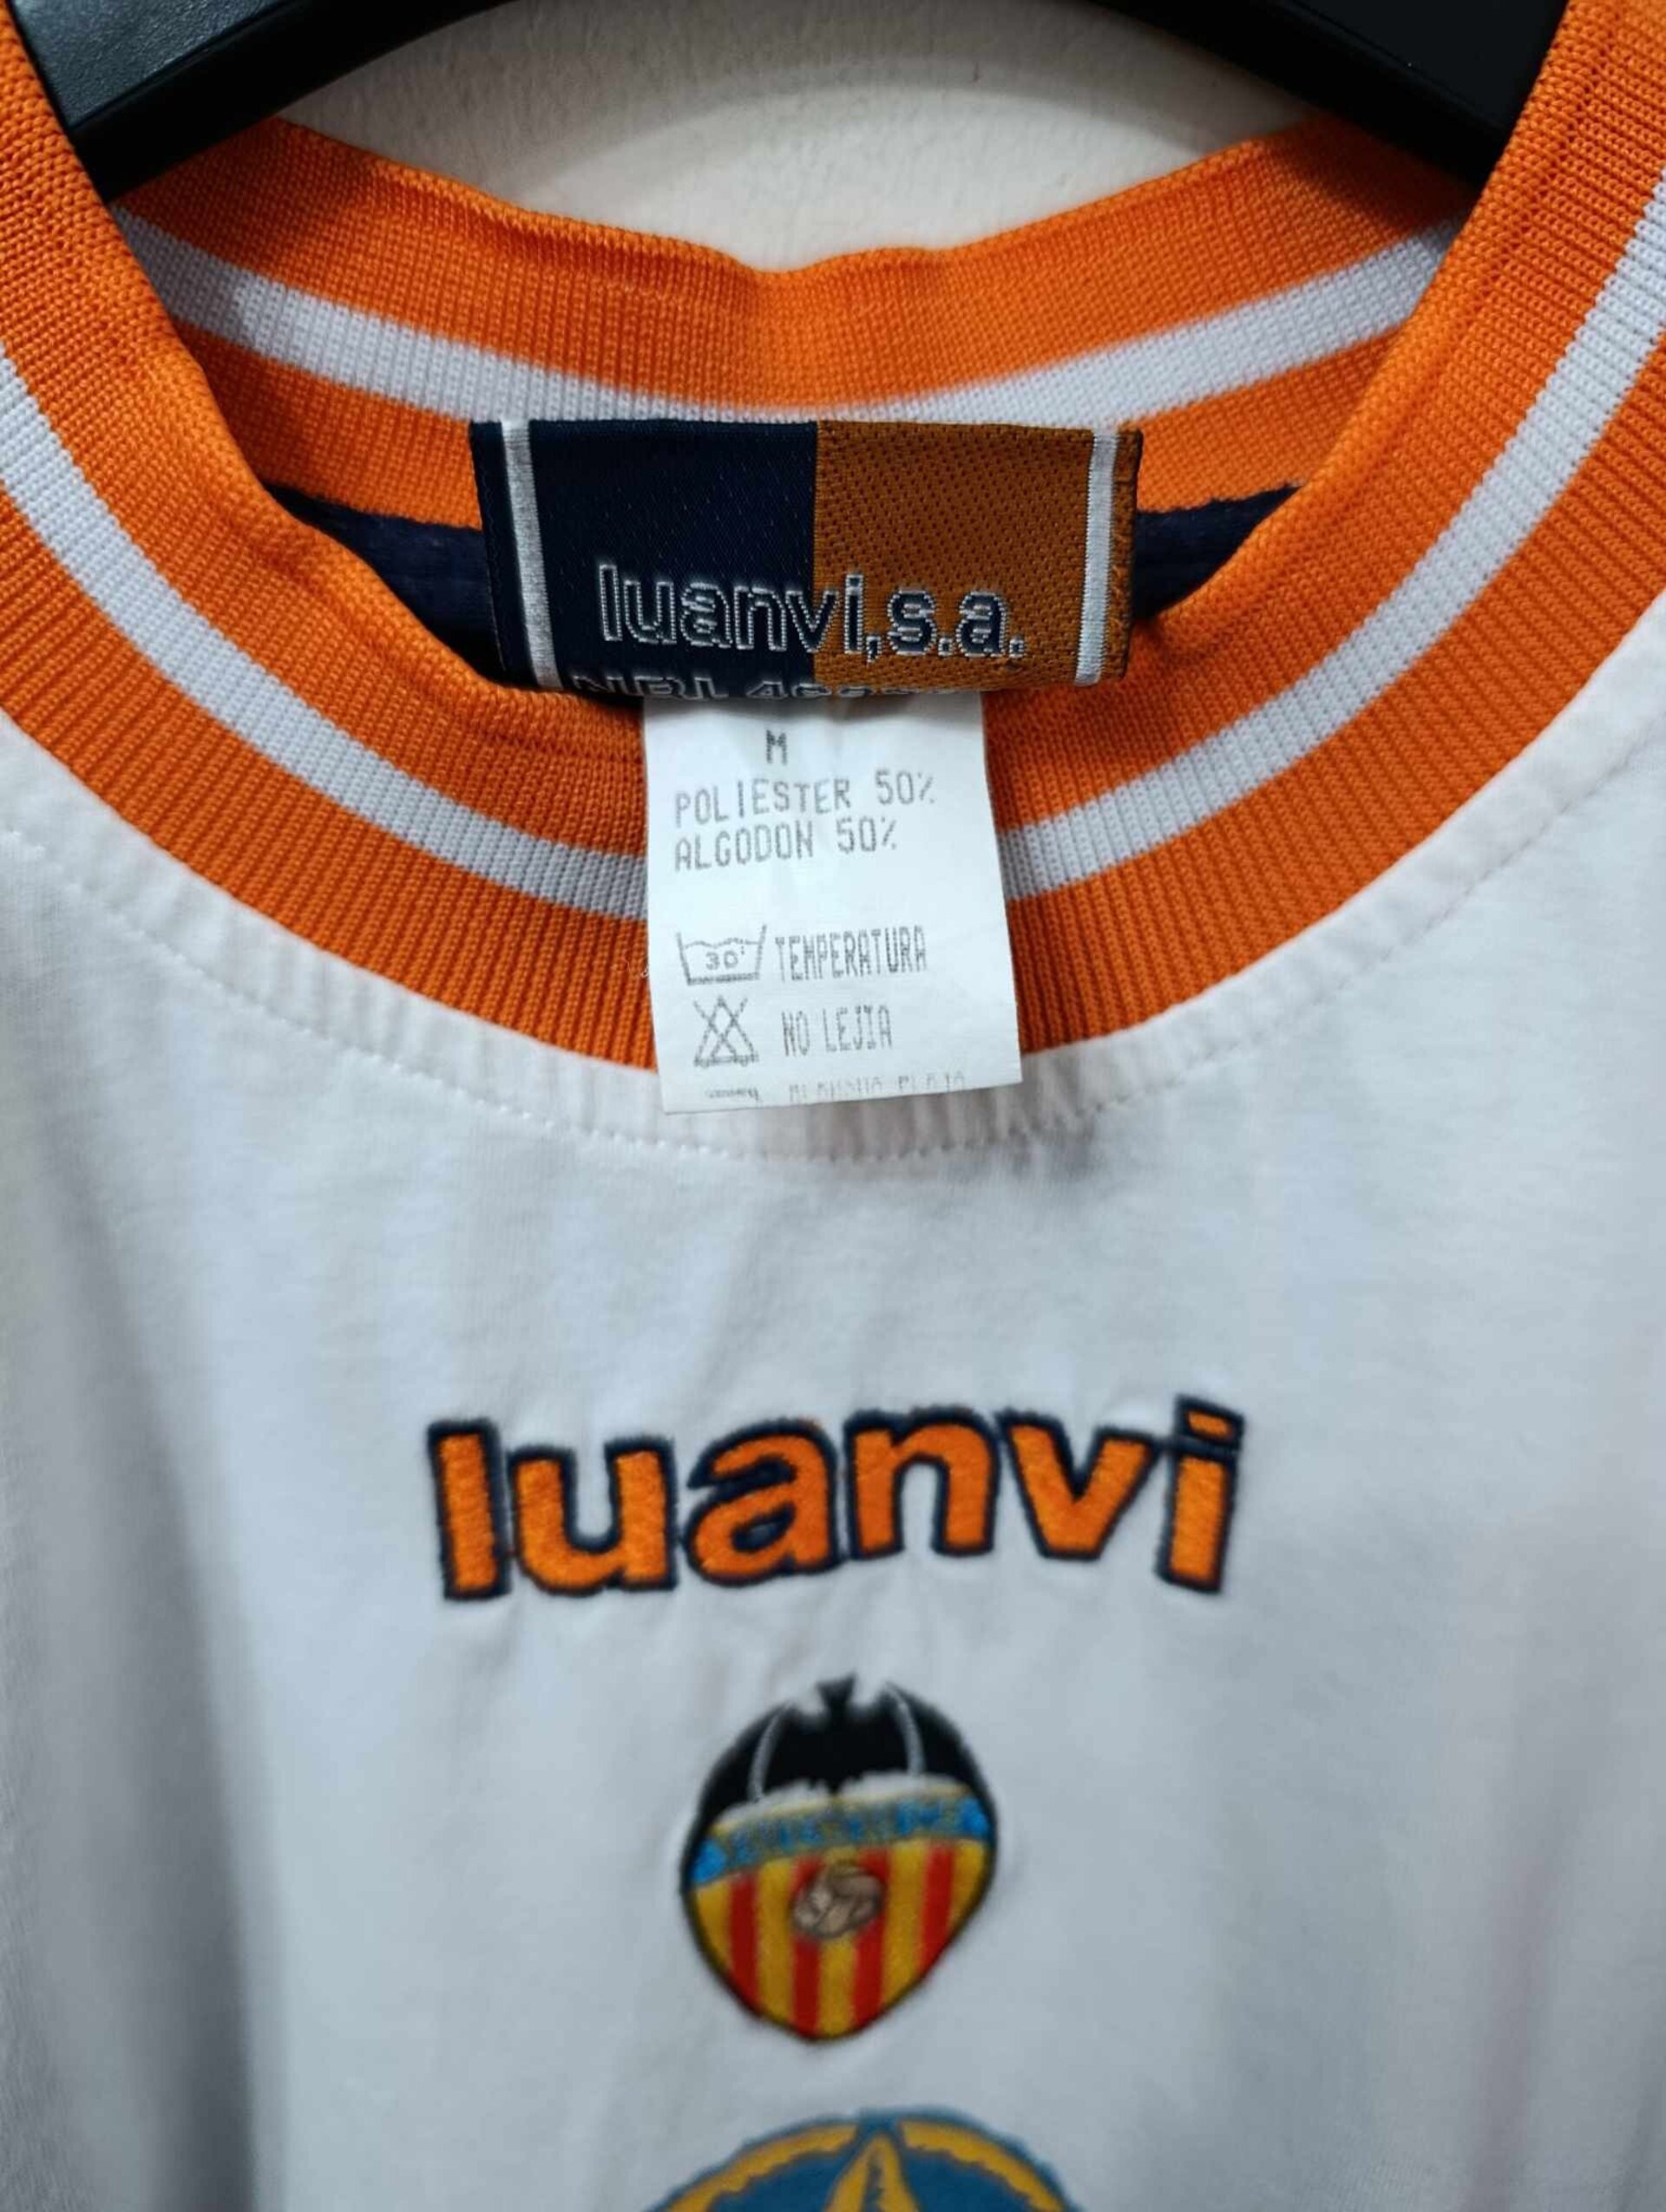 luanvi,s.a.
M
POLIESTER 50%
ALGODON 50%
30° TEMPERATURA
NO LEJIA
luanvi